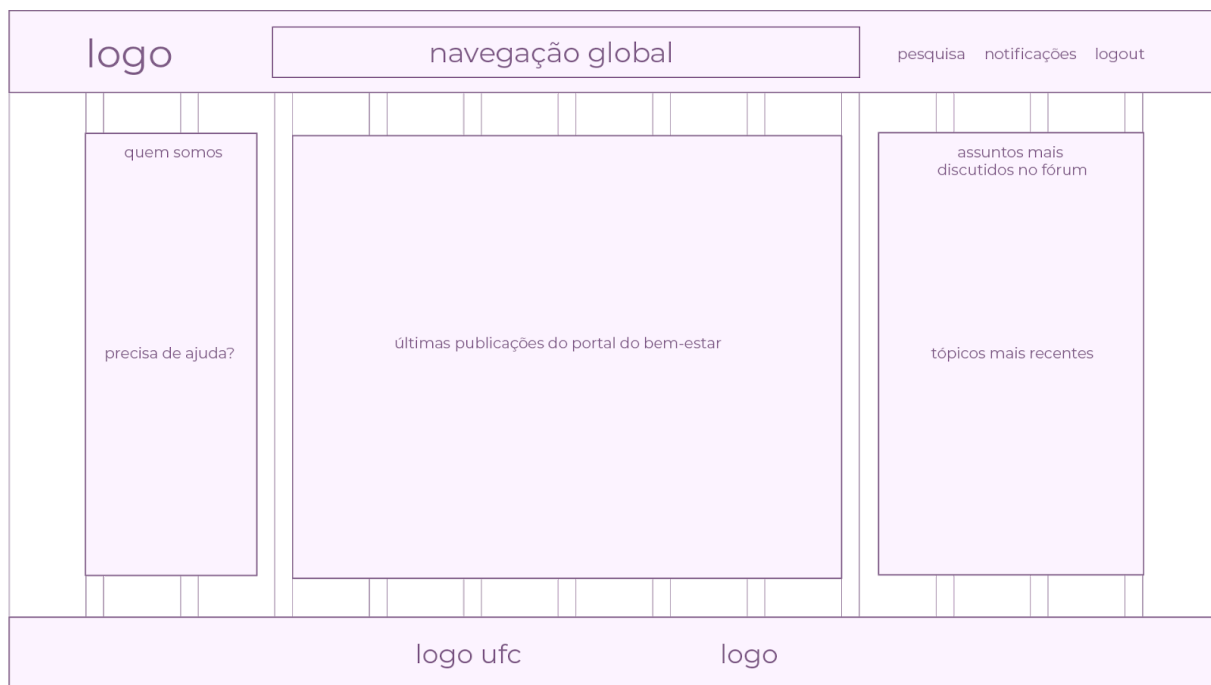 logo
navegação global
pesquisa notificações logout
quem somos
precisa de ajuda?
últimas publicações do portal do bem-estar
assuntos mais
discutidos no fórum
tópicos mais recentes
logo ufc
logo